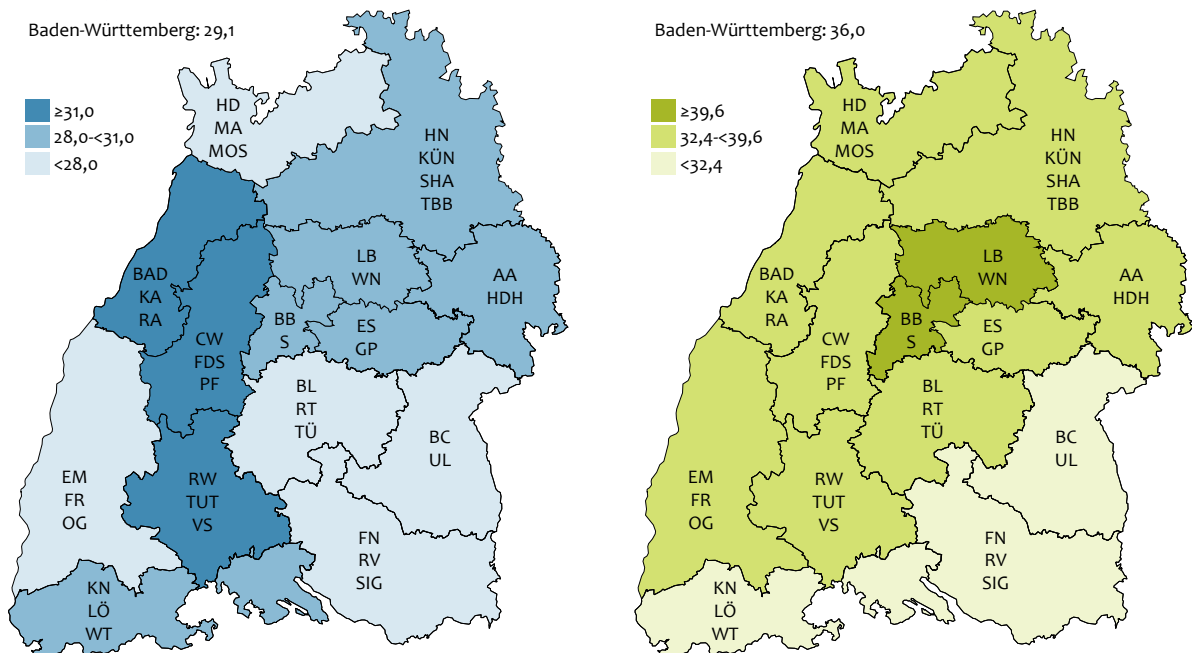 Baden-Württemberg: 29,1
≥31,0
28,0-<31,0
<28,0
HD
MA
MOS
HN
KÜN
SHA
TBB
BAD
KA
RA
LB
WN
AA
HDH
CW
FDS
PF
BB
S
ES
GP
BL
RT
TÜ
BC
UL
EM
FR
OG
RW
TUT
VS
FN
RV
SIG
KN
LÖ
WT
Baden-Württemberg: 36,0
≥39,6
32,4-<39,6
<32,4
HD
MA
MOS
HN
KÜN
SHA
TBB
BAD
KA
RA
LB
WN
AA
HDH
CW
FDS
PF
BB
S
ES
GP
BL
RT
TÜ
BC
UL
EM
FR
OG
RW
TUT
VS
FN
RV
SIG
KN
LÖ
WT